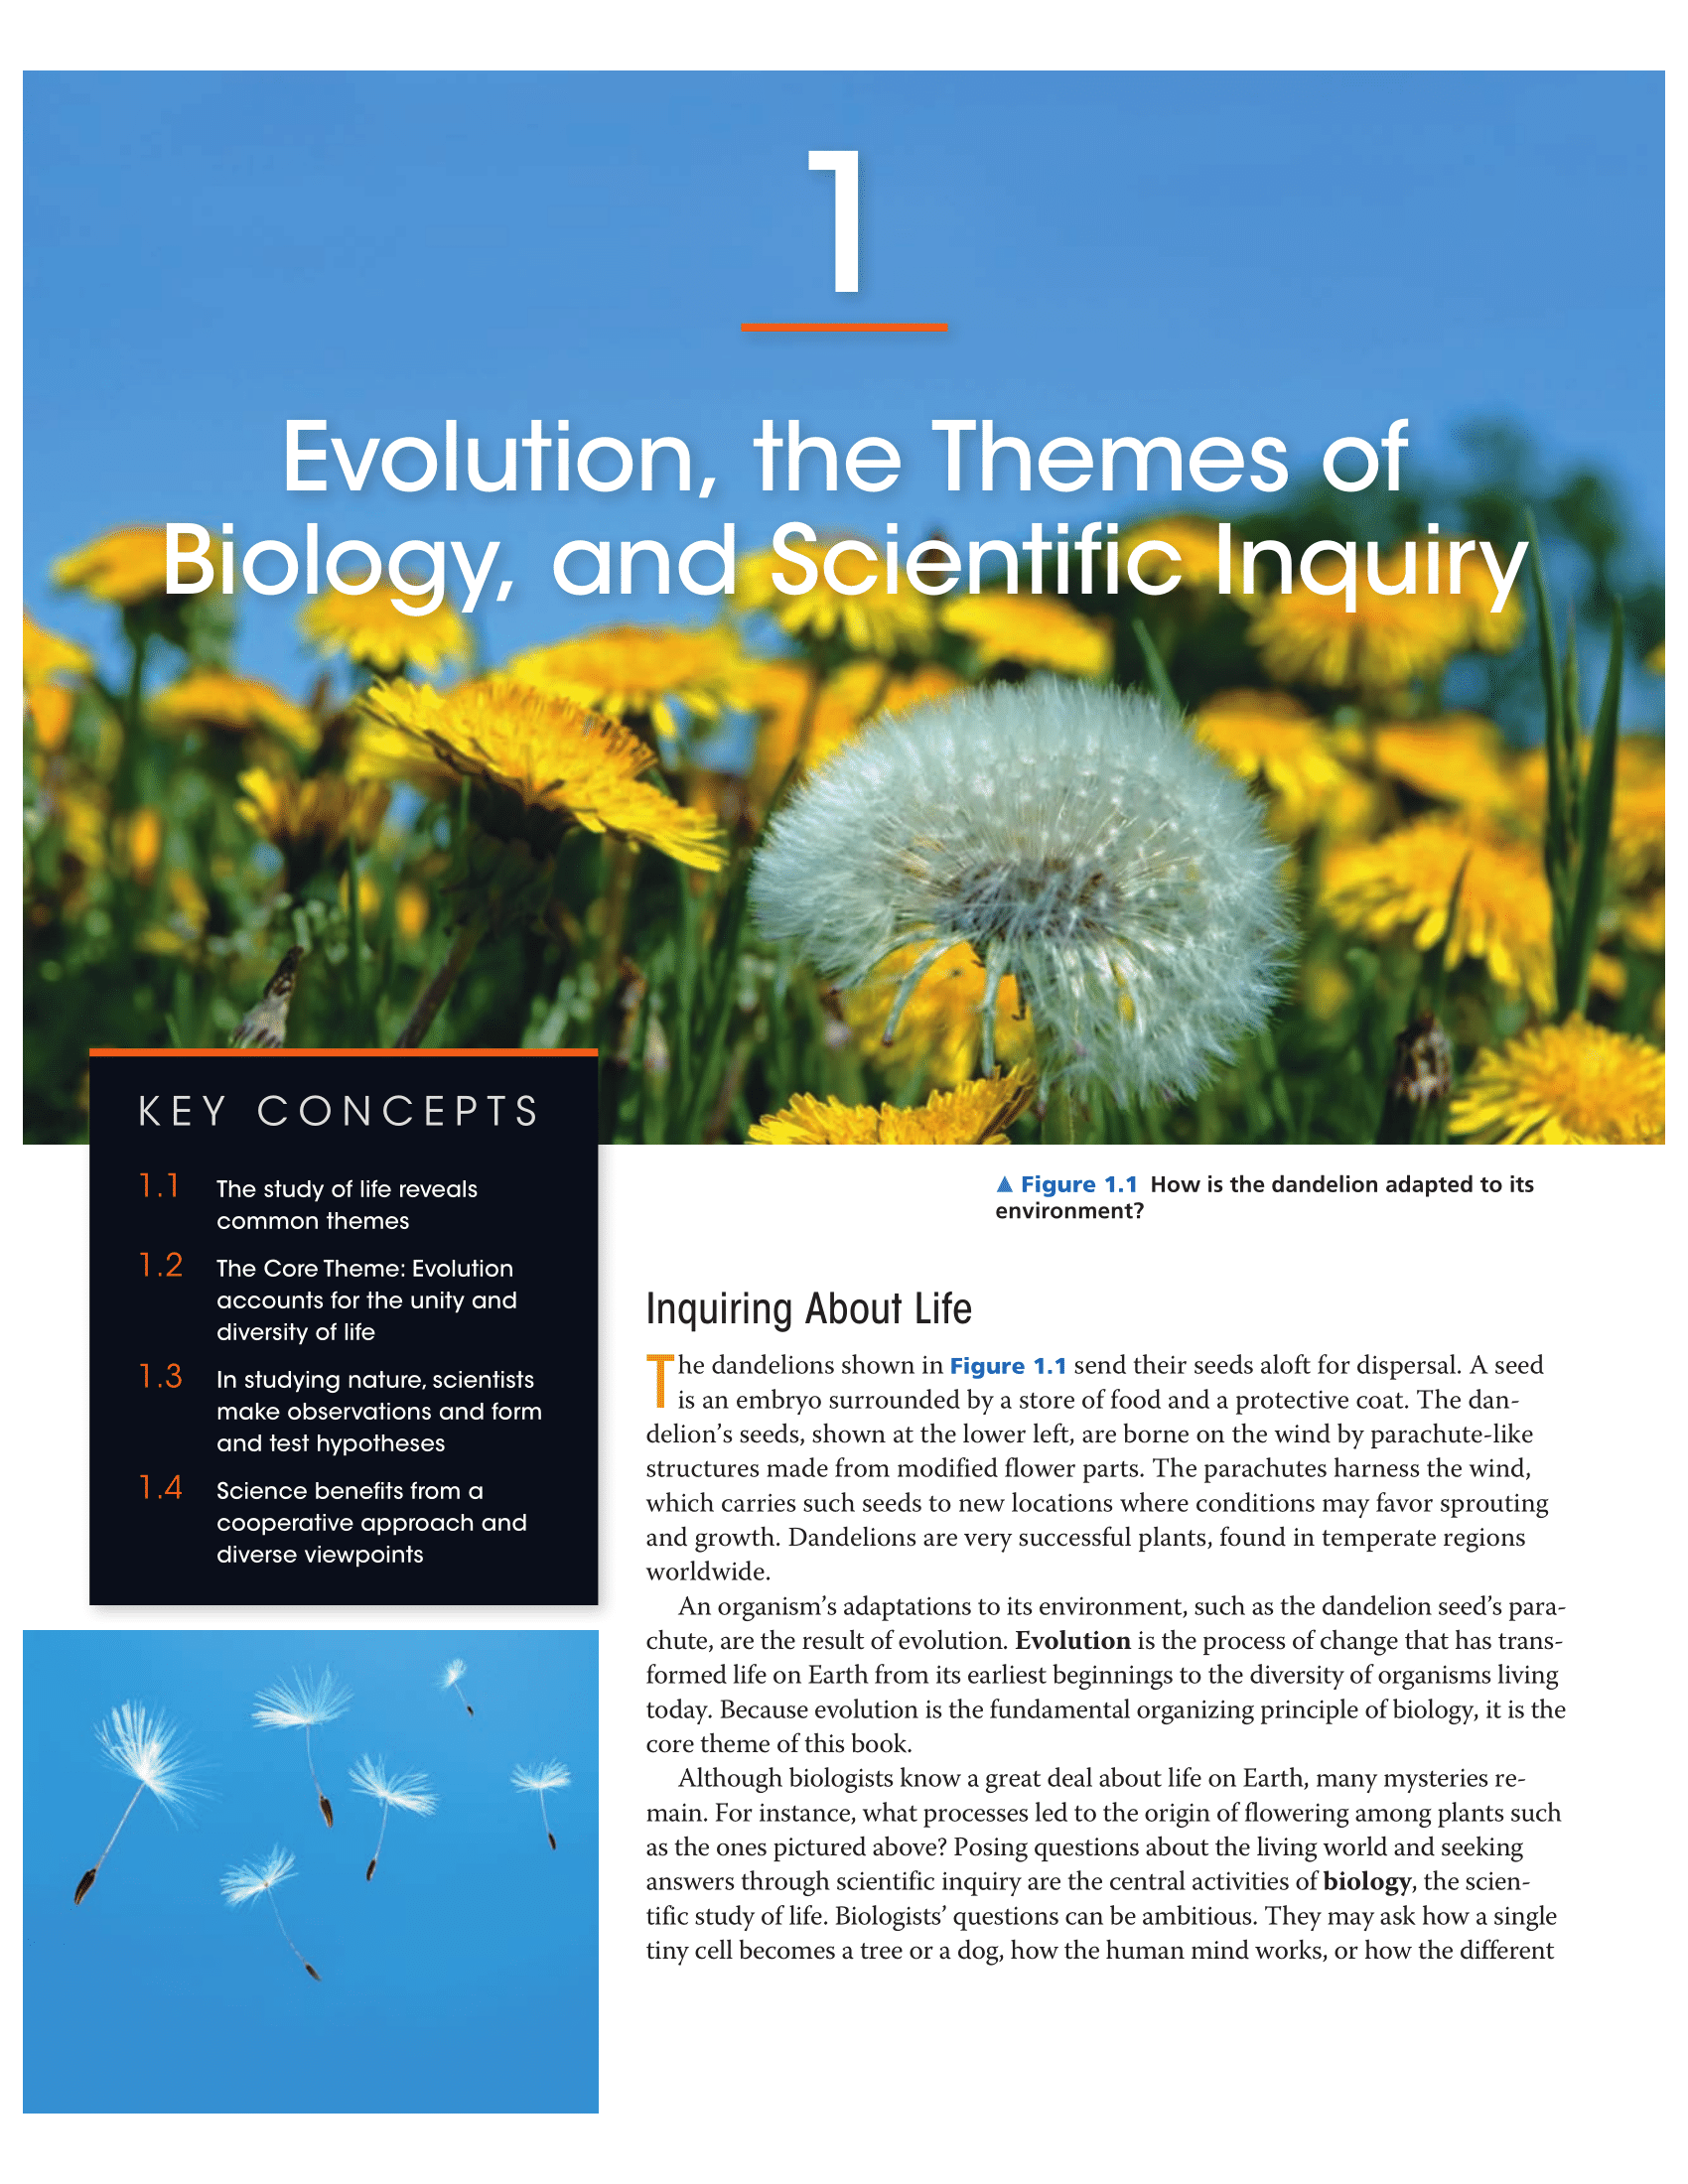 1
Evolution, the Themes of
Biology, and Scientific Inquiry
KEY CONCEPTS
1.1 The study of life reveals
common themes
1.2 The Core Theme: Evolution
accounts for the unity and
diversity of life
1.3 In studying nature, scientists
make observations and form
and test hypotheses
1.4 Science benefits from a
cooperative approach and
diverse viewpoints
▲ Figure 1.1 How is the dandelion adapted to its
environment?
Inquiring About Life
The dandelions shown in Figure 1.1 send their seeds aloft for dispersal. A seed
is an embryo surrounded by a store of food and a protective coat. The dan-
delion’s seeds, shown at the lower left, are borne on the wind by parachute-like
structures made from modified flower parts. The parachutes harness the wind,
which carries such seeds to new locations where conditions may favor sprouting
and growth. Dandelions are very successful plants, found in temperate regions
worldwide.
An organism’s adaptations to its environment, such as the dandelion seed’s para-
chute, are the result of evolution. Evolution is the process of change that has trans-
formed life on Earth from its earliest beginnings to the diversity of organisms living
today. Because evolution is the fundamental organizing principle of biology, it is the
core theme of this book.
Although biologists know a great deal about life on Earth, many mysteries re-
main. For instance, what processes led to the origin of flowering among plants such
as the ones pictured above? Posing questions about the living world and seeking
answers through scientific inquiry are the central activities of biology, the scien-
tific study of life. Biologists’ questions can be ambitious. They may ask how a single
tiny cell becomes a tree or a dog, how the human mind works, or how the different